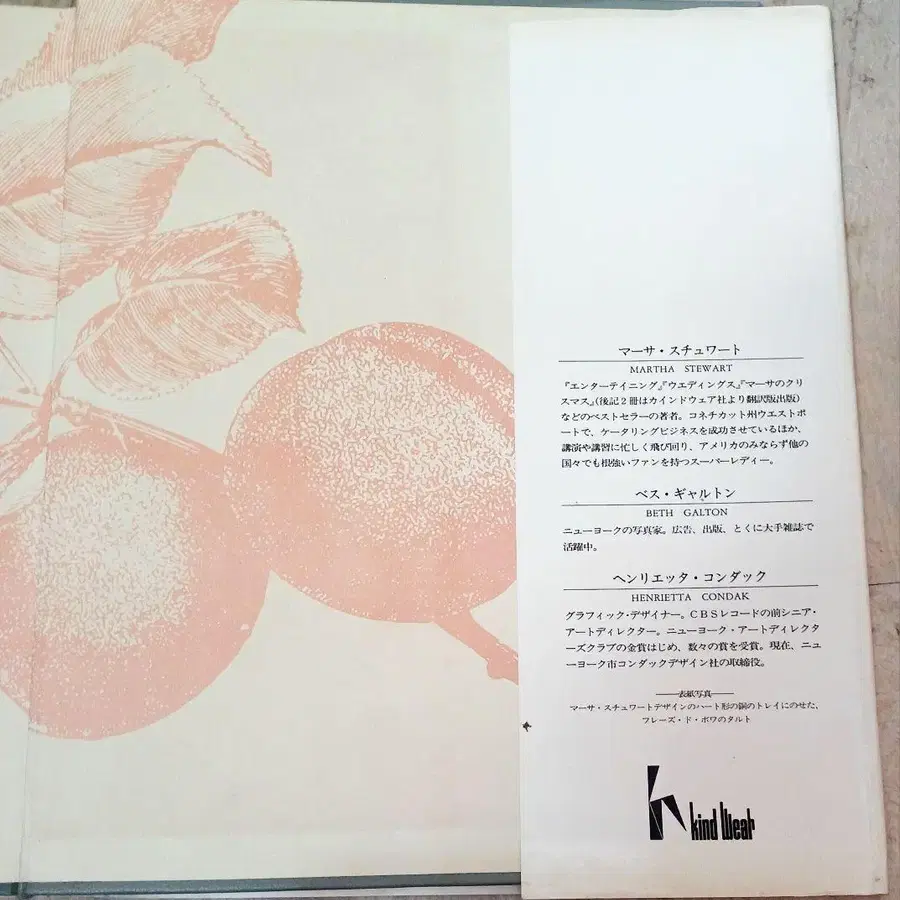 マーサ・スチュワート
MARTHA STEWART
『エンターテイニング』『ウエディングス』『マーサのクリ
スマス』(後記2冊はカインドウェア社より翻訳版出版)
などのベストセラーの著者。コネチカット州ウエストポ
ートで、ケータリングビジネスを成功させているほか、
講演や講習に忙しく飛び回り、アメリカのみならず他の
国々でも根強いファンを持つスーパーレディー。
ベス・ギャルトン
BETH GALTON
ニューヨークの写真家。広告、出版、とくに大手雑誌で
活躍中。
ヘンリエッタ・コンダック
HENRIETTA CONDAK
グラフィック・デザイナー。CBSレコードの前シニア・
アートディレクター。ニューヨーク・アートディレクタ
ーズクラブの金賞はじめ、数々の賞を受賞。現在、ニュ
ーヨーク市コンダックデザイン社の取締役。
表紙写真
マーサ・スチュワートデザインのハート形の銅のトレイにのせた、
フレーズ・ド・ボワのタルト
kind Wear